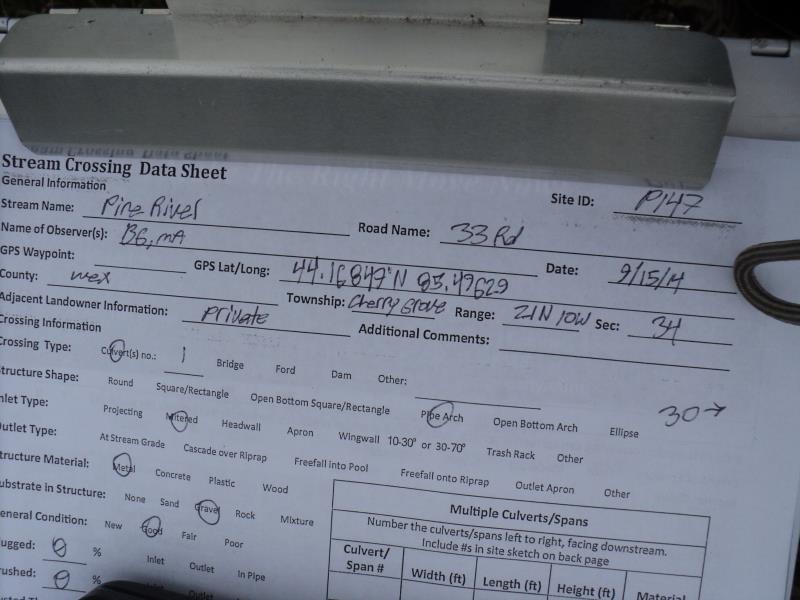 Stream Crossing Data Sheet
General Information
Site ID: P147
Stream Name: Pine River
Road Name: 33 Rd
Name of Observer(s): BG, MA
GPS Waypoint:
GPS Lat/Long: 44.16849°N 85.49629
Date: 9/15/14
County: Wex
Township: Cherry Grove Range: 21N 10W Sec: 34
Adjacent Landowner Information: private
Additional Comments:
Crossing Information
Crossing Type: Culvert(s) no.: 1 Bridge Ford Dam Other:
Structure Shape: Round Square/Rectangle Open Bottom Square/Rectangle Pipe Arch Open Bottom Arch Ellipse 30→
Inlet Type: Projecting Mitered Headwall Apron Wingwall 10-30° or 30-70° Trash Rack Other
Outlet Type: At Stream Grade Cascade over Riprap Freefall into Pool Freefall onto Riprap Outlet Apron Other
tructure Material: Metal Concrete Plastic Wood
ubstrate in Structure: None Sand Gravel Rock Mixture
General Condition: New Good Fair Poor
ugged: 0 % Inlet Outlet In Pipe
rushed: 0 % Inlet Outlet
Multiple Culverts/Spans
Number the culverts/spans left to right, facing downstream.
Include #s in site sketch on back page
Culvert/
Span # Width (ft) Length (ft) Height (ft) Material